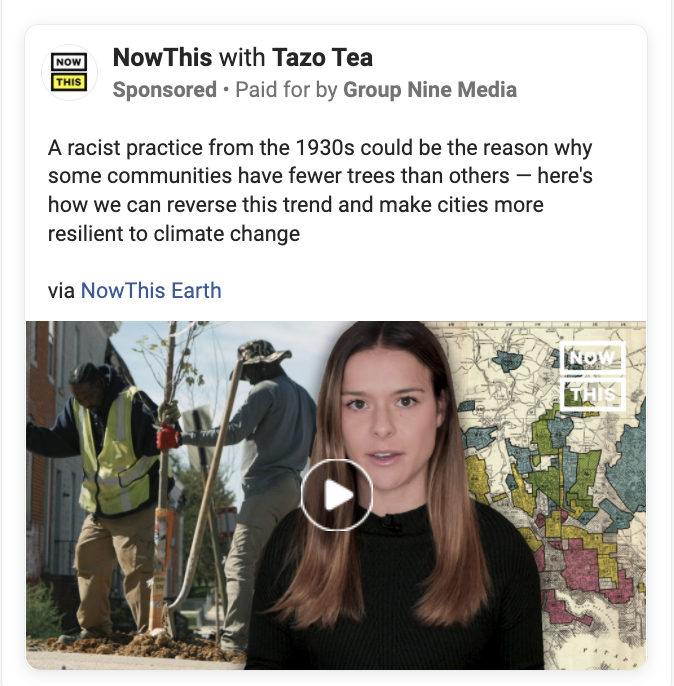 NOW
THIS
NowThis with Tazo Tea
Sponsored • Paid for by Group Nine Media
A racist practice from the 1930s could be the reason why
some communities have fewer trees than others — here's
how we can reverse this trend and make cities more
resilient to climate change
via NowThis Earth
NOW
THIS